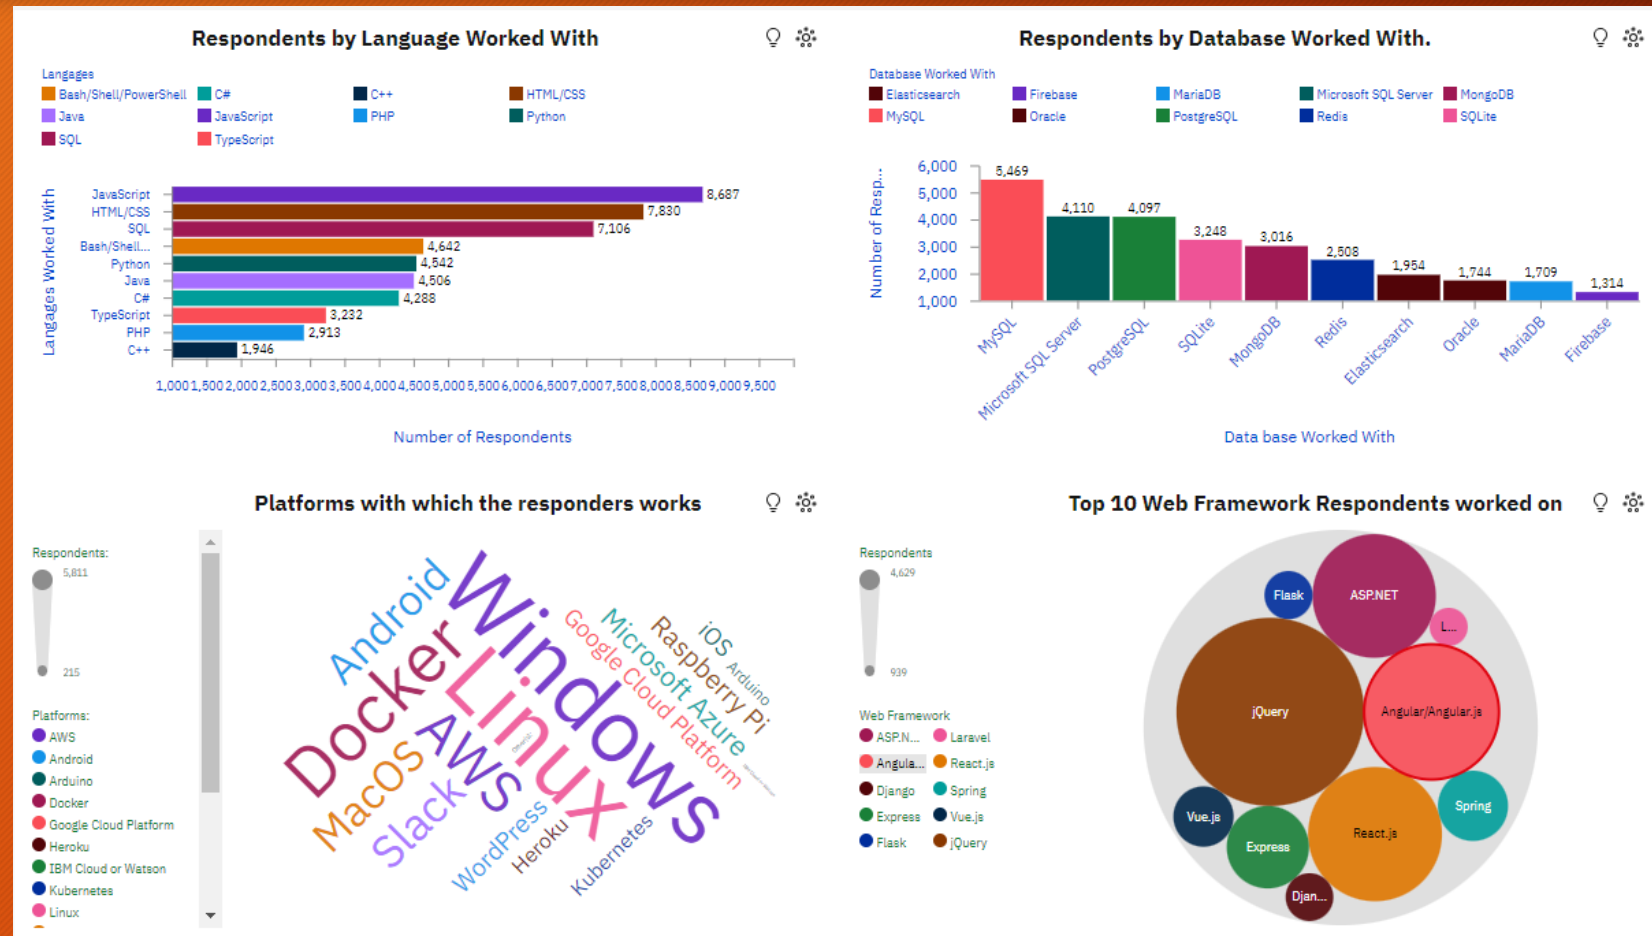 Respondents by Language Worked With
Langages
Bash/Shell/PowerShell C# C++ HTML/CSS
Java JavaScript PHP Python
SQL TypeScript
Langages Worked With
JavaScript 8,687
HTML/CSS 7,830
SQL 7,106
Bash/Shell... 4,642
Python 4,542
Java 4,506
C# 4,288
TypeScript 3,232
PHP 2,913
C++ 1,946
1,000 1,500 2,000 2,500 3,000 3,500 4,000 4,500 5,000 5,500 6,000 6,500 7,000 7,500 8,000 8,500 9,000 9,500
Number of Respondents
Respondents by Database Worked With.
Database Worked With
Elasticsearch Firebase MariaDB Microsoft SQL Server MongoDB
MySQL Oracle PostgreSQL Redis SQLite
Number of Resp...
6,000
5,000
4,000
3,000
2,000
1,000
5,469 4,110 4,097 3,248 3,016 2,508 1,954 1,744 1,709 1,314
MySQL Microsoft SQL Server PostgreSQL SQLite MongoDB Redis Elasticsearch Oracle MariaDB Firebase
Data base Worked With
Platforms with which the responders works
Respondents:
5,811
215
Platforms:
AWS
Android
Arduino
Docker
Google Cloud Platform
Heroku
IBM Cloud or Watson
Kubernetes
Linux
Android
Windows
Docker
Linux
AWS
MacOS
Slack
WordPress
Heroku
Kubernetes
Google Cloud Platform
Microsoft Azure
Raspberry Pi
iOS
Arduino
Top 10 Web Framework Respondents worked on
Respondents
4,629
939
Web Framework
ASP.N... Laravel
Angula... React.js
Django Spring
Express Vue.js
Flask jQuery
Flask
ASP.NET
L...
jQuery
Angular/Angular.js
Vue.js
Express
React.js
Spring
Djan...